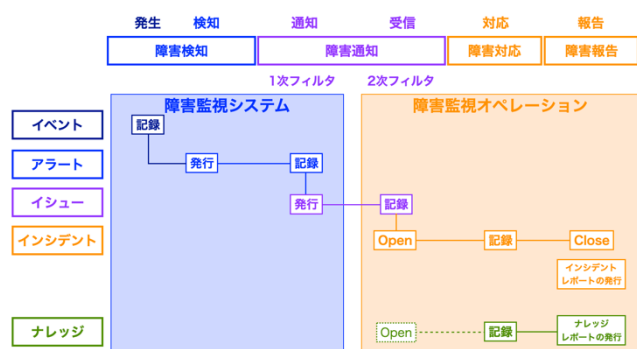 発生 検知 通知 受信 対応 報告
障害検知 障害通知 障害対応 障害報告
1次フィルタ 2次フィルタ
障害監視システム 障害監視オペレーション
イベント 記録
アラート 発行 記録
イシュー 発行 記録
インシデント Open 記録 Close
インシデント
レポートの発行
ナレッジ Open 記録 ナレッジ
レポートの発行